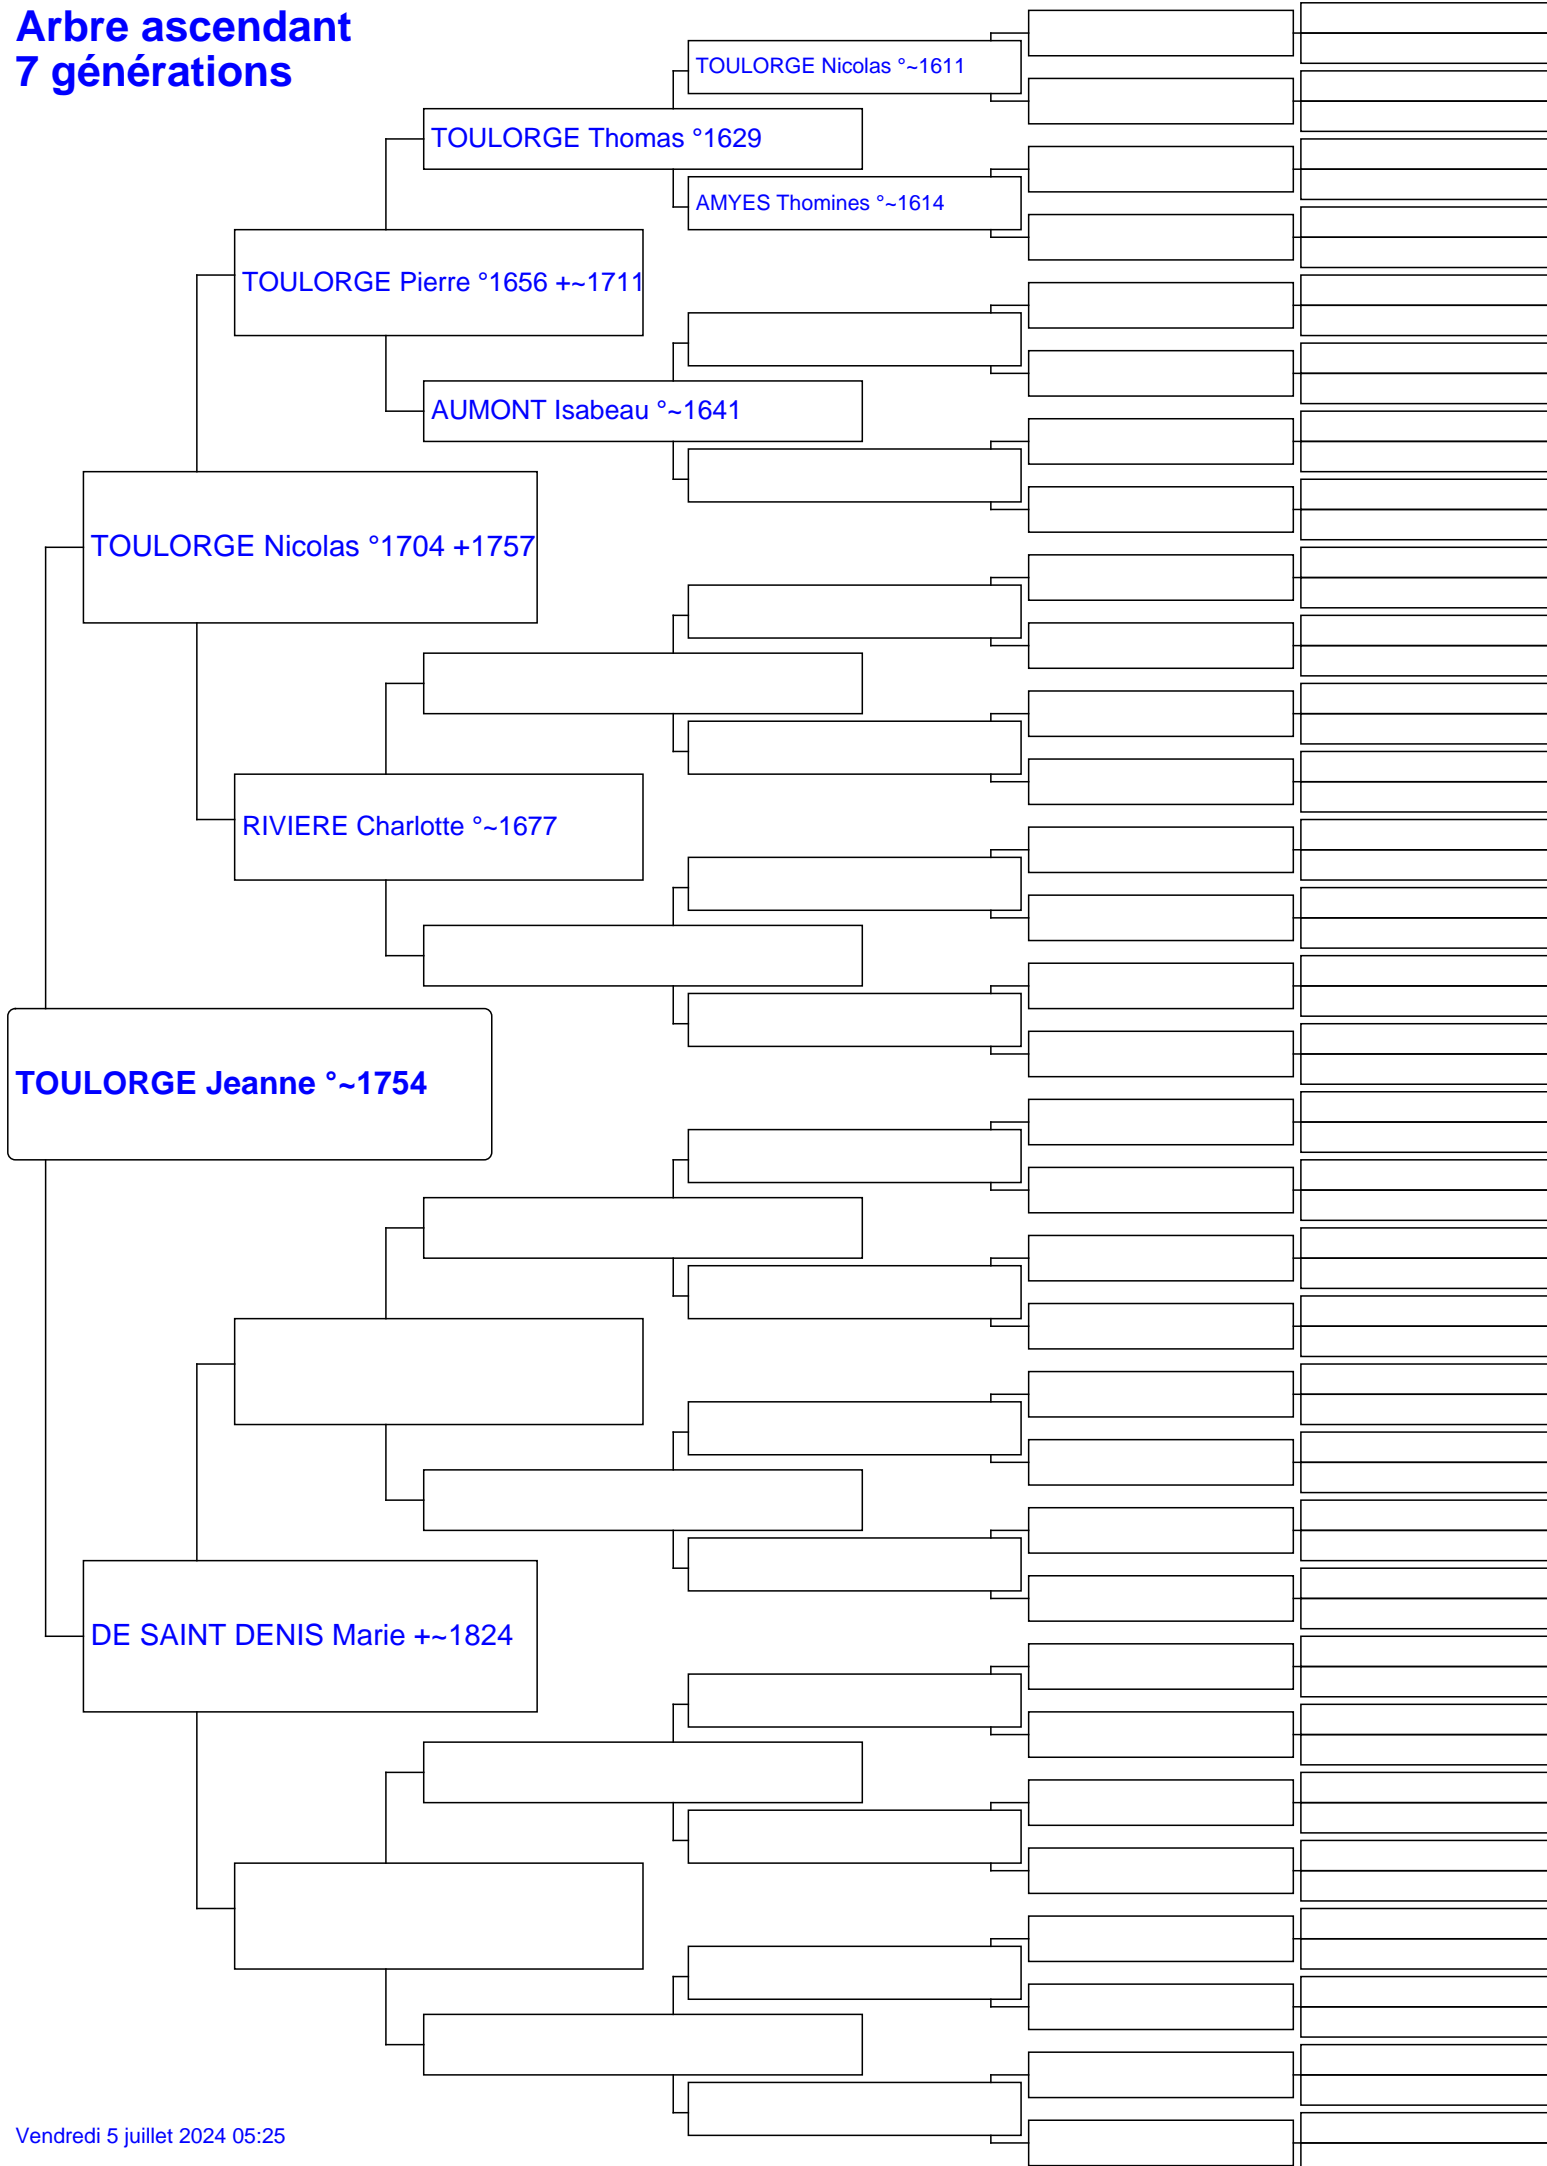 Arbre ascendant
7 générations
TOULORGE Nicolas °~1611
TOULORGE Thomas °1629
AMYES Thomines °~1614
TOULORGE Pierre °1656 +~1711
AUMONT Isabeau °~1641
TOULORGE Nicolas °1704 +1757
RIVIERE Charlotte °~1677
TOULORGE Jeanne °~1754
DE SAINT DENIS Marie +~1824
Vendredi 5 juillet 2024 05:25